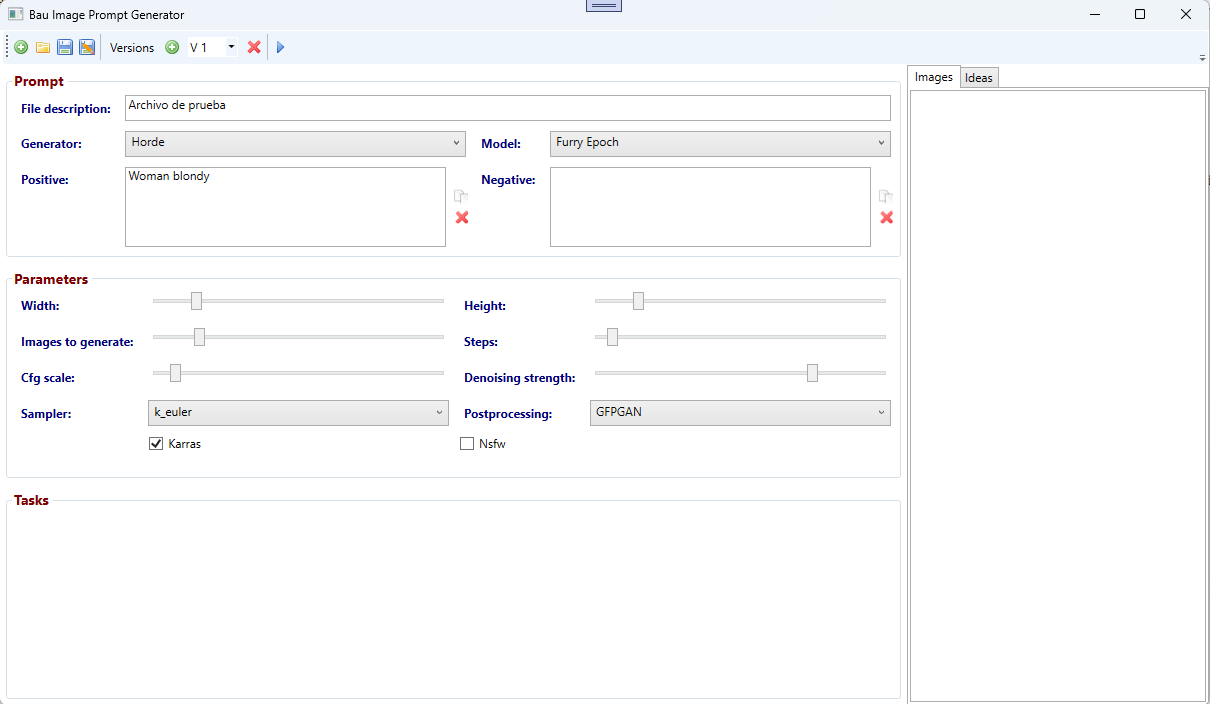 Bau Image Prompt Generator
Versions V 1
Images Ideas
Prompt
File description: Archivo de prueba
Generator: Horde Model: Furry Epoch
Positive: Woman blondy Negative:
Parameters
Width: Height:
Images to generate: Steps:
Cfg scale: Denoising strength:
Sampler: k_euler Postprocessing: GFPGAN
Karras Nsfw
Tasks